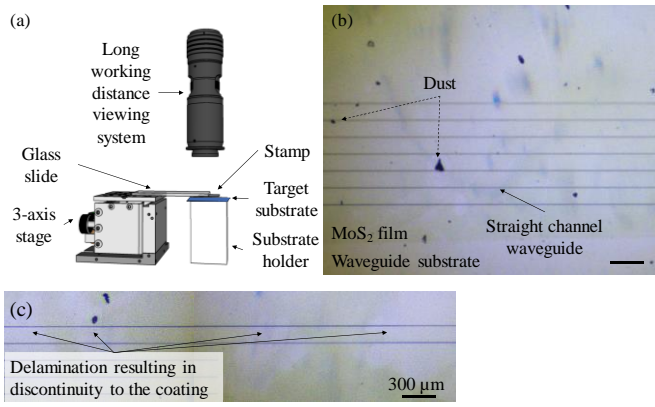 (a)
Long
working
distance
viewing
system
Glass
slide
Stamp
Target
substrate
3-axis
stage
Substrate
holder
(b)
Dust
Straight channel
waveguide
MoS₂ film
Waveguide substrate
(c)
Delamination resulting in
discontinuity to the coating
300 µm